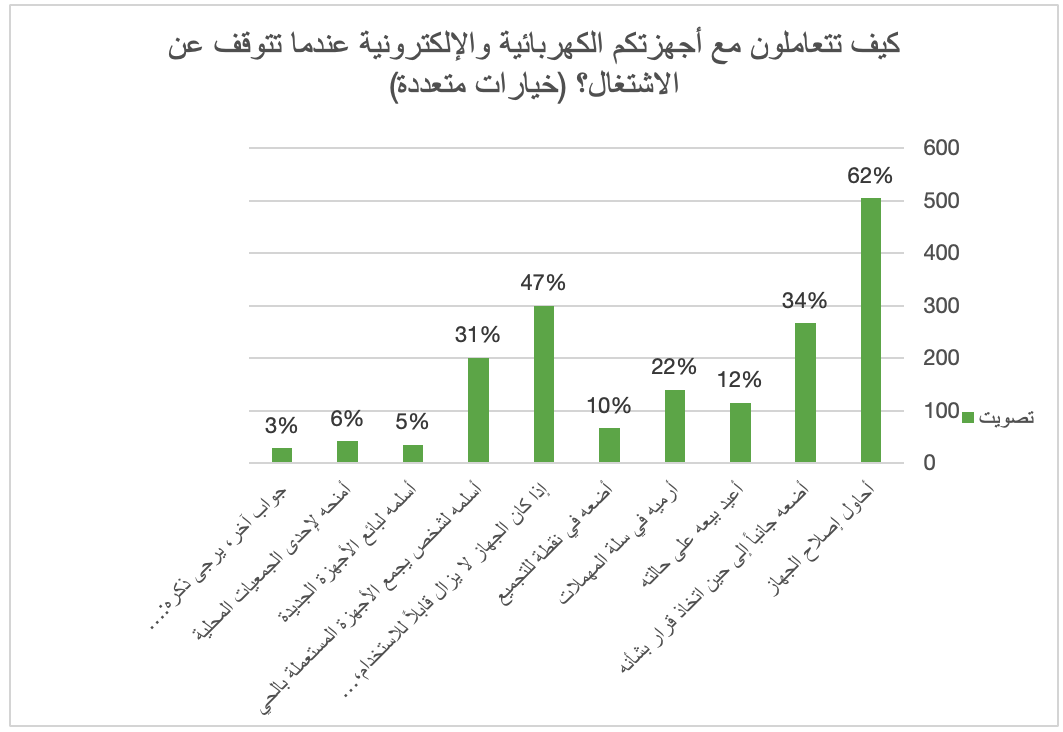 كيف تتعاملون مع أجهزتكم الكهربائية والإلكترونية عندما تتوقف عن
الاشتغال؟ (خيارات متعددة)
600
500
400
300
200
100
0
62%
34%
12%
22%
10%
47%
31%
5%
6%
3%
تصويت
أحاول إصلاح الجهاز
أضعه جانباً إلى حين اتخاذ قرار بشأنه
أعيد بيعه على حالته
أرميه في سلة المهملات
أضعه في نقطة للتجميع
إذا كان الجهاز لا يزال قابلاً للاستخدام،...
أسلمه لشخص يجمع الأجهزة المستعملة بالحي
أسلمه لبائع الأجهزة الجديدة
أمنحه لإحدى الجمعيات المحلية
جواب آخر، يرجى ذكره:...